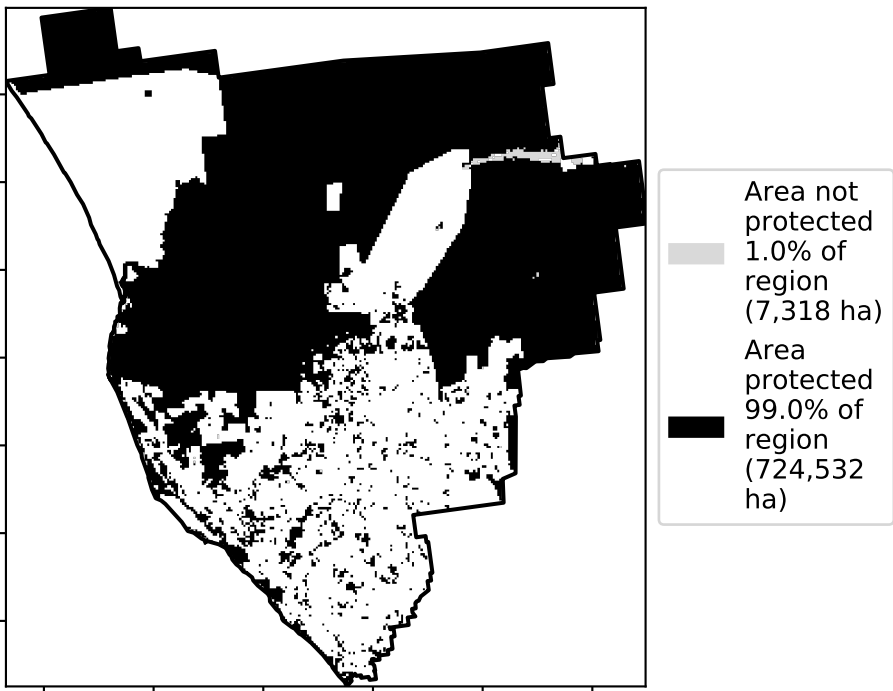 Area not
protected
1.0% of
region
(7,318 ha)
Area
protected
99.0% of
region
(724,532
ha)